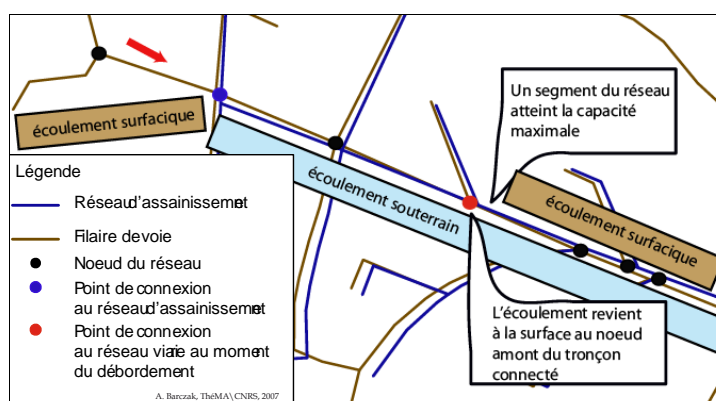 écoulement surfacique
Un segment du réseau
atteint la capacité
maximale
écoulement souterrain
écoulement surfacique
L'écoulement revient
à la surface au noeud
amont du tronçon
connecté
Légende
Réseau d'assainissement
Filaire de voie
Noeud du réseau
Point de connexion
au réseau d'assainissement
Point de connexion
au réseau viaire au moment
du débordement
A. Barczak, ThéMA\CNRS, 2007